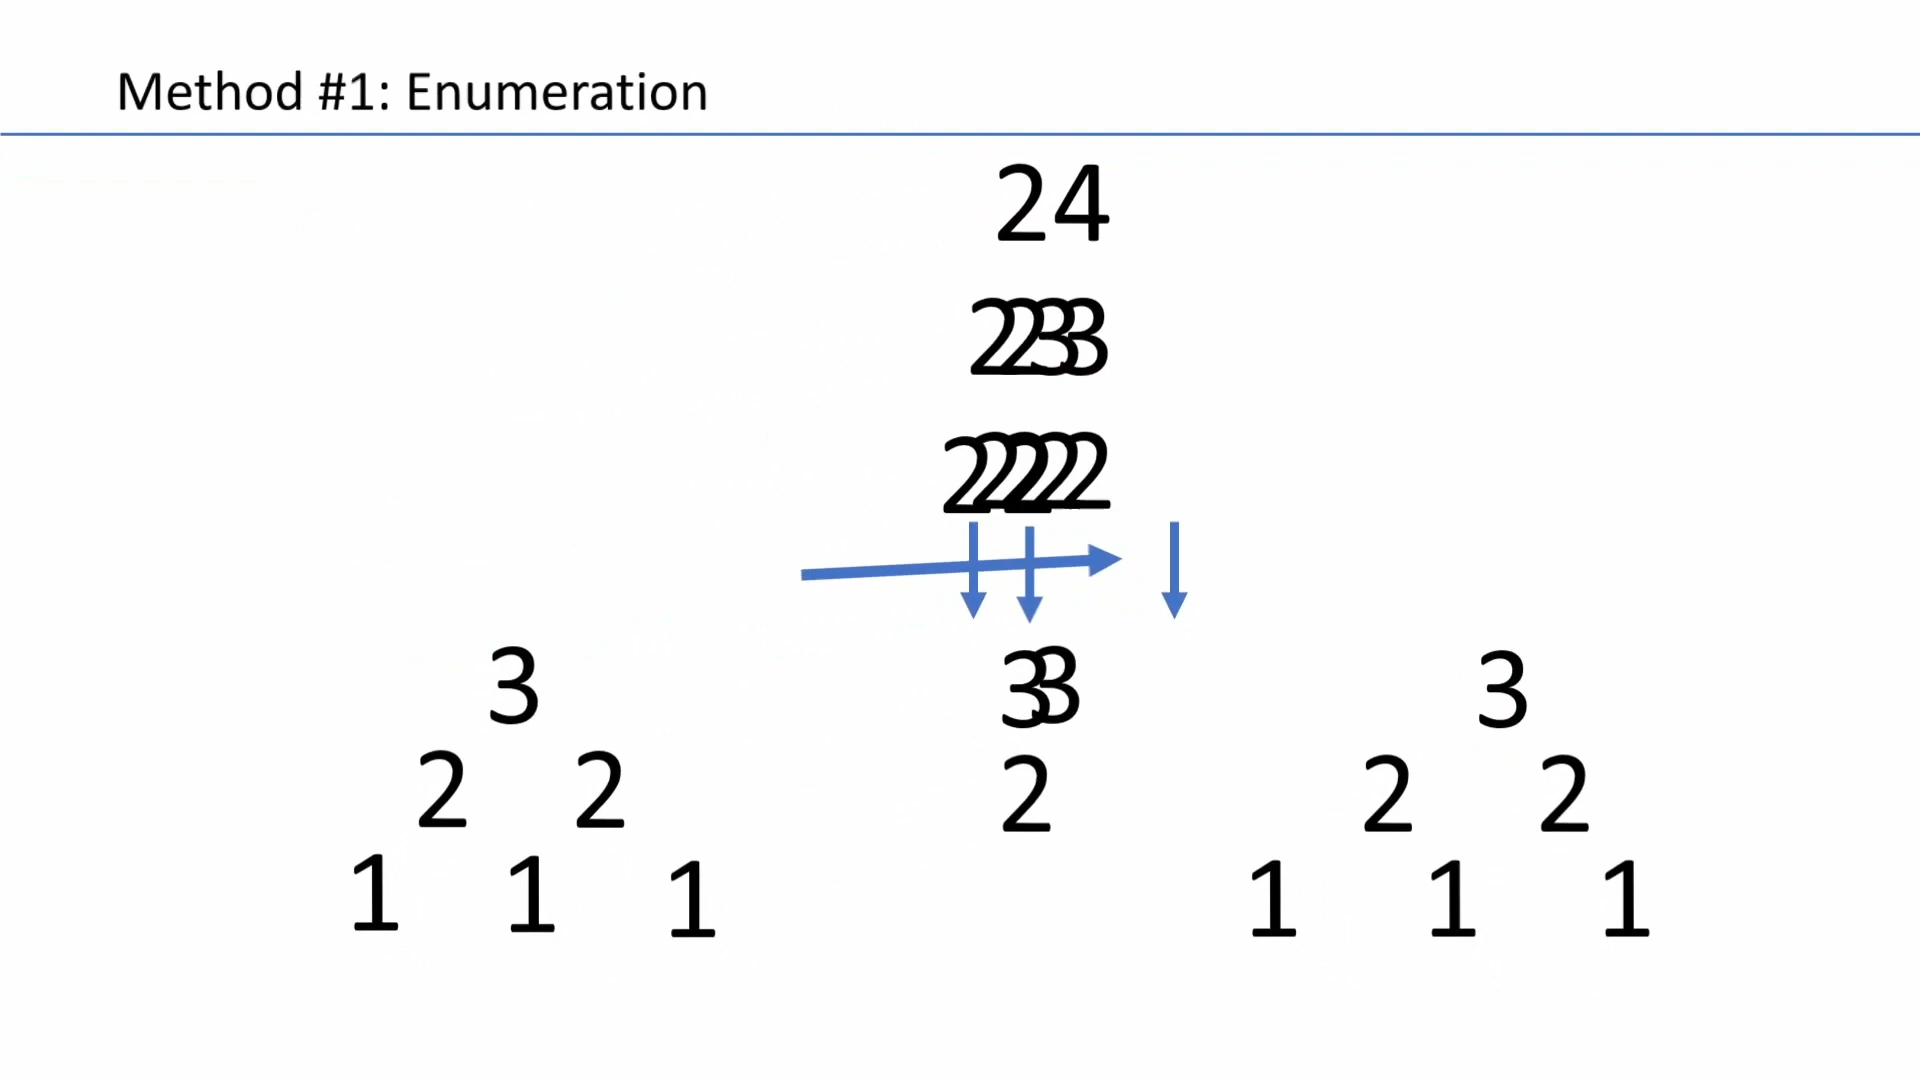 Method #1: Enumeration
24
2233
22222
3 33 3
2 2 2 2 2
1 1 1 1 1 1